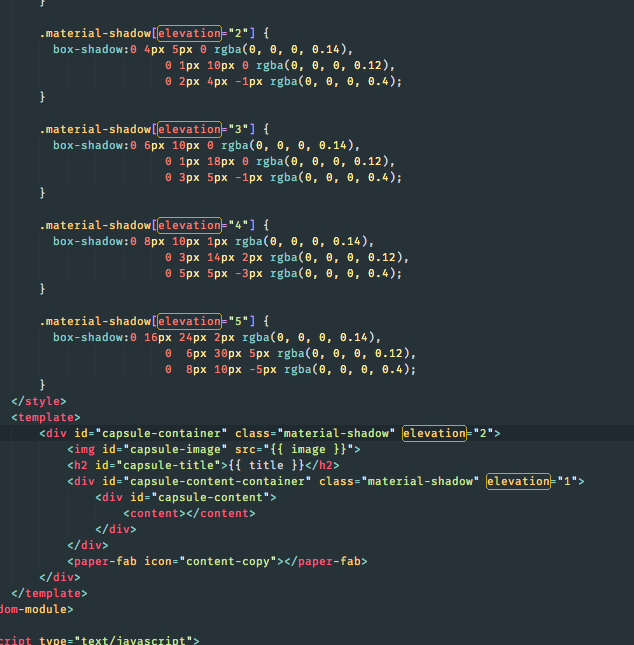 }
.material-shadow[elevation="2"] {
box-shadow:0 4px 5px 0 rgba(0, 0, 0, 0.14),
0 1px 10px 0 rgba(0, 0, 0, 0.12),
0 2px 4px -1px rgba(0, 0, 0, 0.4);
}
.material-shadow[elevation="3"] {
box-shadow:0 6px 10px 0 rgba(0, 0, 0, 0.14),
0 1px 18px 0 rgba(0, 0, 0, 0.12),
0 3px 5px -1px rgba(0, 0, 0, 0.4);
}
.material-shadow[elevation="4"] {
box-shadow:0 8px 10px 1px rgba(0, 0, 0, 0.14),
0 3px 14px 2px rgba(0, 0, 0, 0.12),
0 5px 5px -3px rgba(0, 0, 0, 0.4);
}
.material-shadow[elevation="5"] {
box-shadow:0 16px 24px 2px rgba(0, 0, 0, 0.14),
0  6px 30px 5px rgba(0, 0, 0, 0.12),
0  8px 10px -5px rgba(0, 0, 0, 0.4);
}
</style>
<template>
<div id="capsule-container" class="material-shadow" elevation="2">
<img id="capsule-image" src="{{ image }}">
<h2 id="capsule-title">{{ title }}</h2>
<div id="capsule-content-container" class="material-shadow" elevation="1">
<div id="capsule-content">
<content></content>
</div>
</div>
<paper-fab icon="content-copy"></paper-fab>
</div>
</template>
dom-module>
cript type="text/javascript">